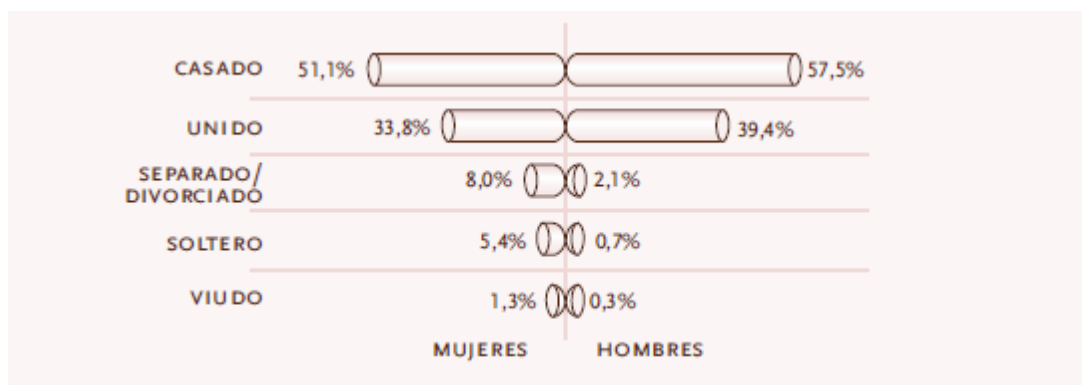 CASADO 51,1% 57,5%
UNIDO 33,8% 39,4%
SEPARADO/
DIVORCIADO 8,0% 2,1%
SOLTERO 5,4% 0,7%
VIUDO 1,3% 0,3%
MUJERES HOMBRES